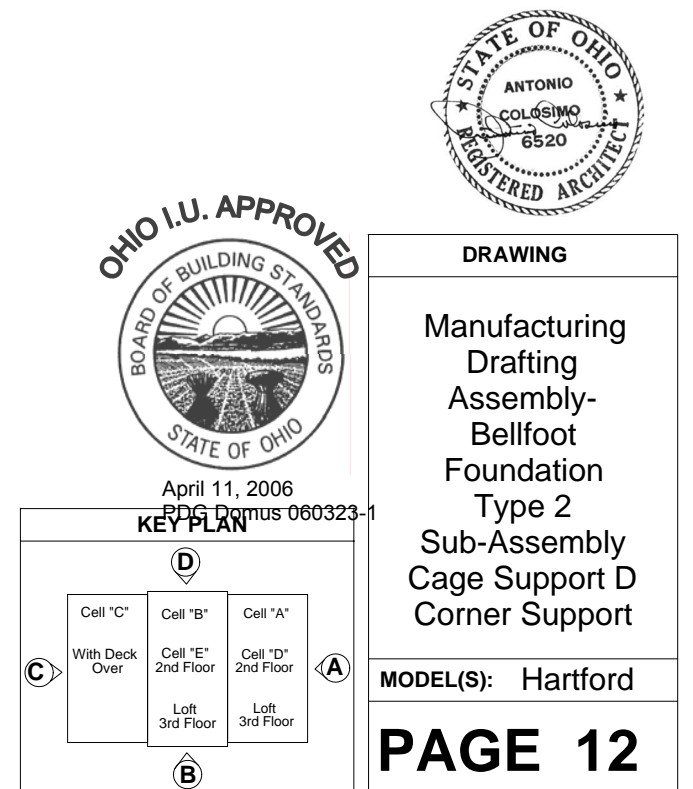 STATE OF OHIO
ANTONIO
COLOSIMO
6520
REGISTERED ARCHITECT
OHIO I.U. APPROVED
BOARD OF BUILDING STANDARDS
STATE OF OHIO
April 11, 2006
PDG Domus 060323-1
KEY PLAN
D
Cell "C"
With Deck
Over
Cell "B"
Cell "E"
2nd Floor
Loft
3rd Floor
Cell "A"
Cell "D"
2nd Floor
Loft
3rd Floor
C
A
B
DRAWING
Manufacturing
Drafting
Assembly-
Bellfoot
Foundation
Type 2
Sub-Assembly
Cage Support D
Corner Support
MODEL(S): Hartford
PAGE 12